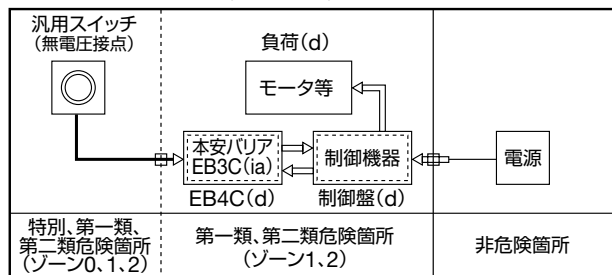 汎用スイッチ
(無電圧接点)
負荷(d)
モータ等
本安バリア
EB3C(ia)
制御機器
電源
EB4C(d)
制御盤(d)
特別、第一類、
第二類危険箇所
(ゾーン0、1、2)
第一類、第二類危険箇所
(ゾーン1、2)
非危険箇所